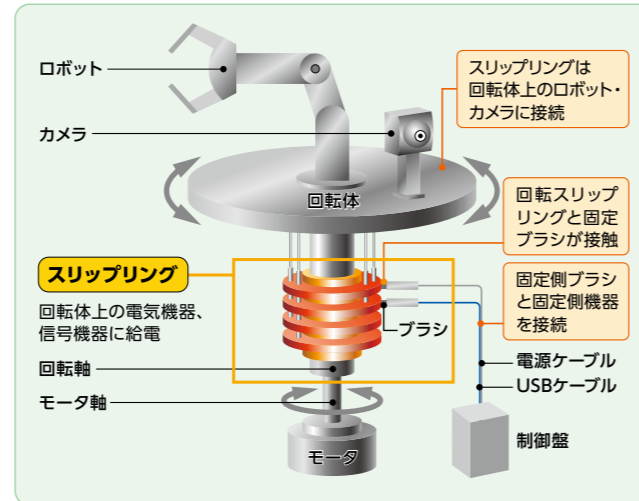 ロボット
カメラ
スリップリングは
回転体上のロボット・
カメラに接続
回転体
回転スリップ
リングと固定
ブラシが接触
スリップリング
回転体上の電気機器、
信号機器に給電
固定側ブラシ
と固定側機器
を接続
ブラシ
回転軸
電源ケーブル
USBケーブル
モータ軸
制御盤
モータ